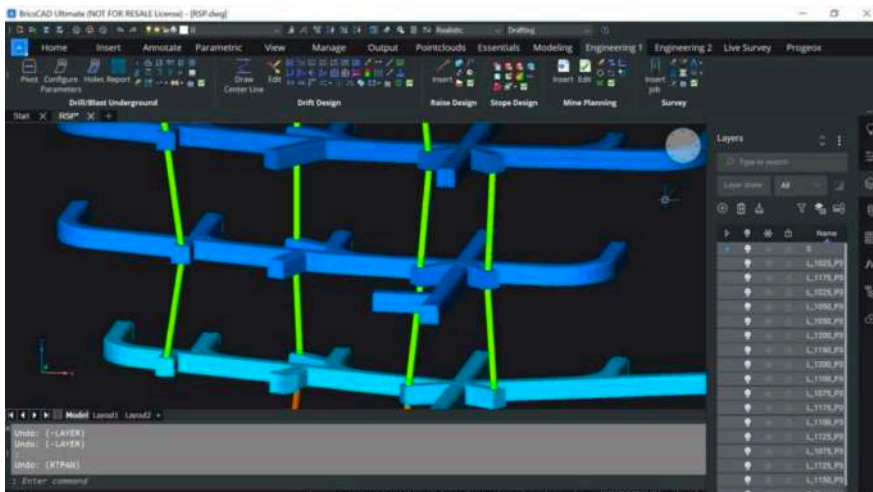 BricsCAD Ultimate (NOT FOR RESALE License) - [RSP.dwg]
Realistic Drafting
Home Insert Annotate Parametric View Manage Output Pointclouds Essentials Modeling Engineering 1 Engineering 2 Live Survey Progeox
Pivot Configure Parameters Holes Report Draw Center Line Edit Insert Insert Edit Insert job
Drill/Blast Underground Drift Design Raise Design Stope Design Mine Planning Survey
Start RSP*
Layers
Type to search
Layer state All
Name
0
L_1025_P3
L_1175_P3
L_1025_P3
L_1050_P3
L_1050_P3
L_1200_P3
L_1150_P3
L_1200_P3
L_1100_P3
L_1075_P3
L_1175_P3
L_1100_P3
L_1125_P3
L_1075_P3
L_1125_P3
L_1150_P3
Model Layout1 Layout2 +
Undo: (-LAYER)
Undo: (-LAYER)
:
Undo: (RTPAN)
: Enter command